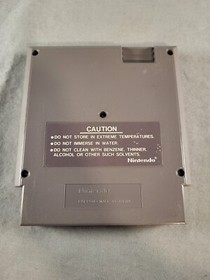 CAUTION
•DO NOT STORE IN EXTREME TEMPERATURES.
•DO NOT IMMERSE IN WATER.
•DO NOT CLEAN WITH BENZENE, THINNER,
ALCOHOL OR OTHER SUCH SOLVENTS.
Nintendo